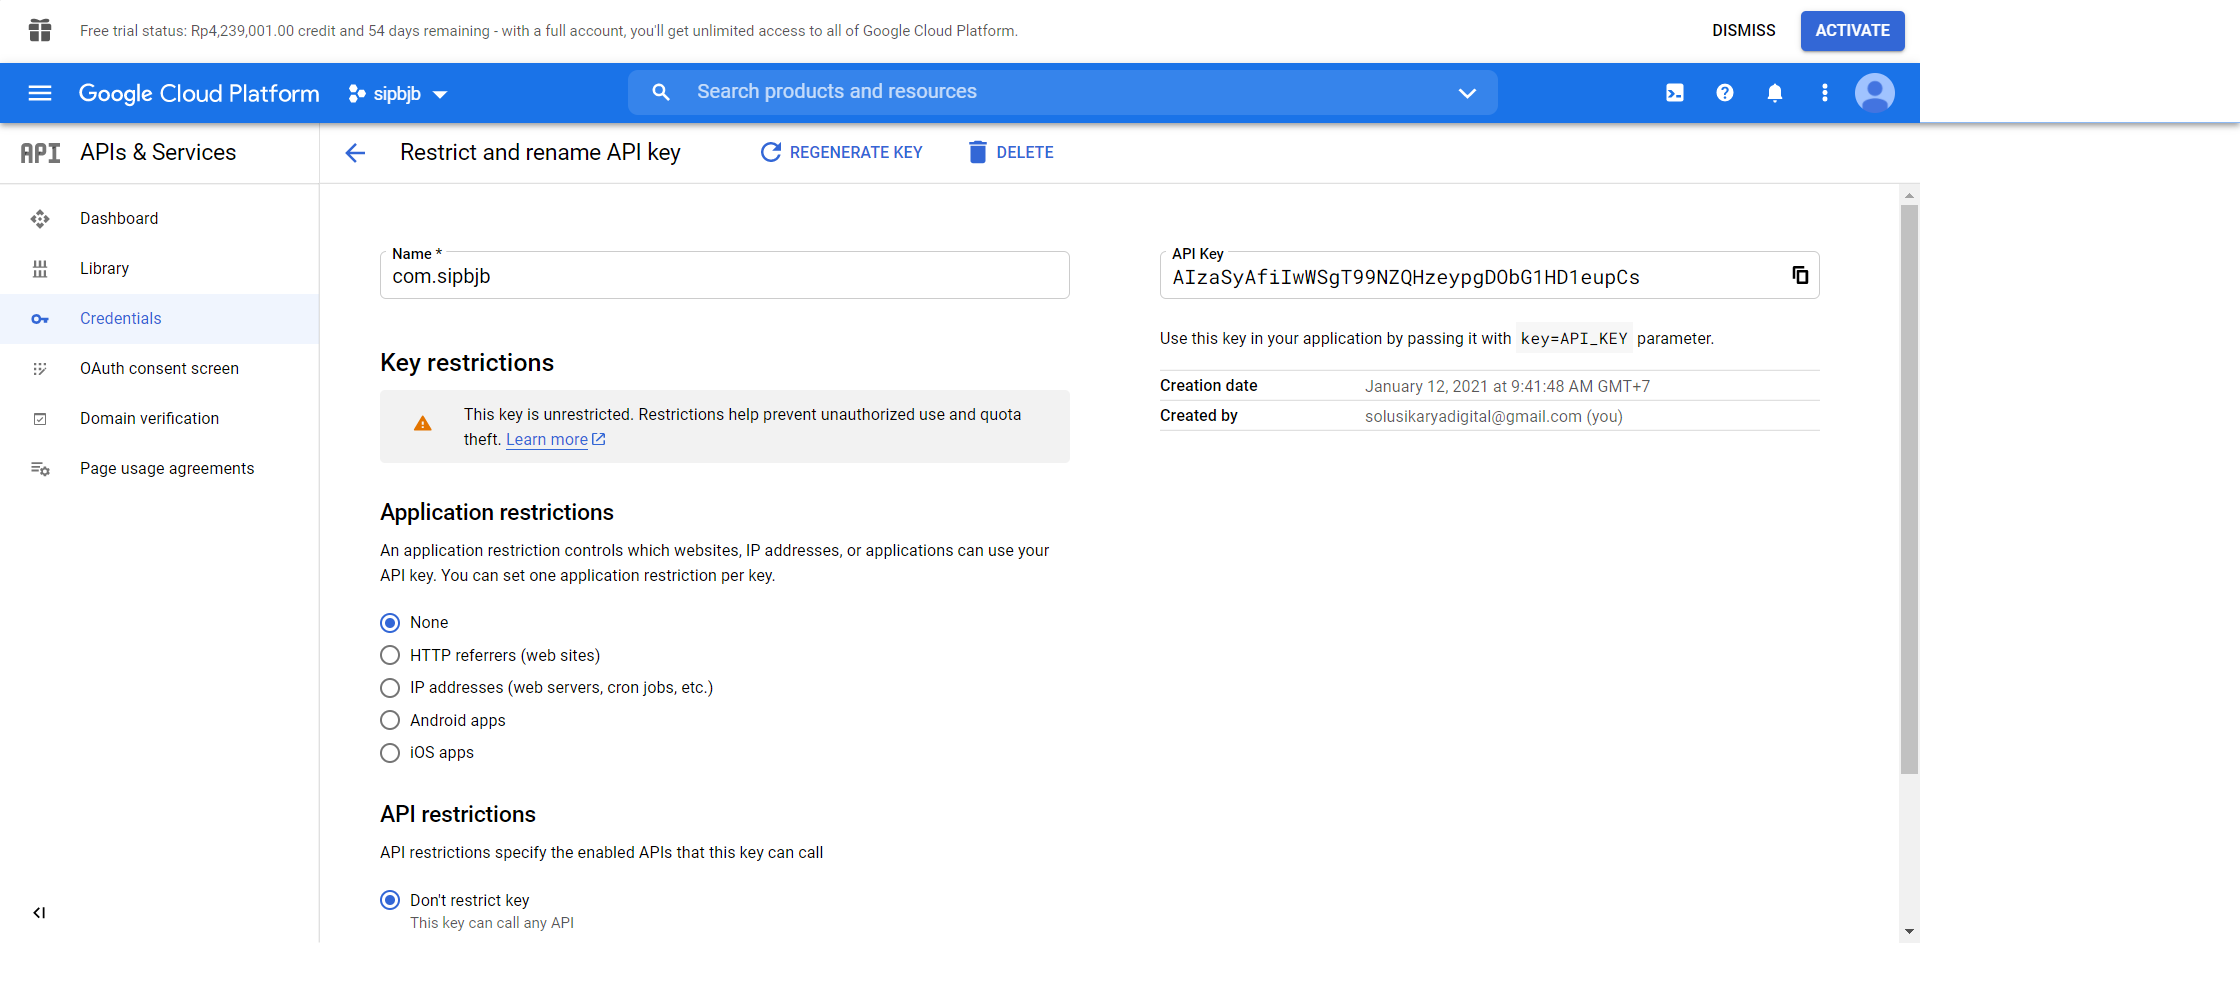 Free trial status: Rp4,239,001.00 credit and 54 days remaining - with a full account, you'll get unlimited access to all of Google Cloud Platform.
DISMISS
ACTIVATE
Google Cloud Platform
sipbjb
Search products and resources
API
APIs & Services
Restrict and rename API key
REGENERATE KEY
DELETE
Dashboard
Library
Credentials
OAuth consent screen
Domain verification
Page usage agreements
Name *
com.sipbjb
Key restrictions
This key is unrestricted. Restrictions help prevent unauthorized use and quota
theft. Learn more
Application restrictions
An application restriction controls which websites, IP addresses, or applications can use your
API key. You can set one application restriction per key.
None
HTTP referrers (web sites)
IP addresses (web servers, cron jobs, etc.)
Android apps
iOS apps
API restrictions
API restrictions specify the enabled APIs that this key can call
Don't restrict key
This key can call any API
API Key
AIzaSyAfiIwWSgT99NZQHzeypgDObG1HD1eupCs
Use this key in your application by passing it with key=API_KEY parameter.
Creation date
January 12, 2021 at 9:41:48 AM GMT+7
Created by
solusikaryadigital@gmail.com (you)